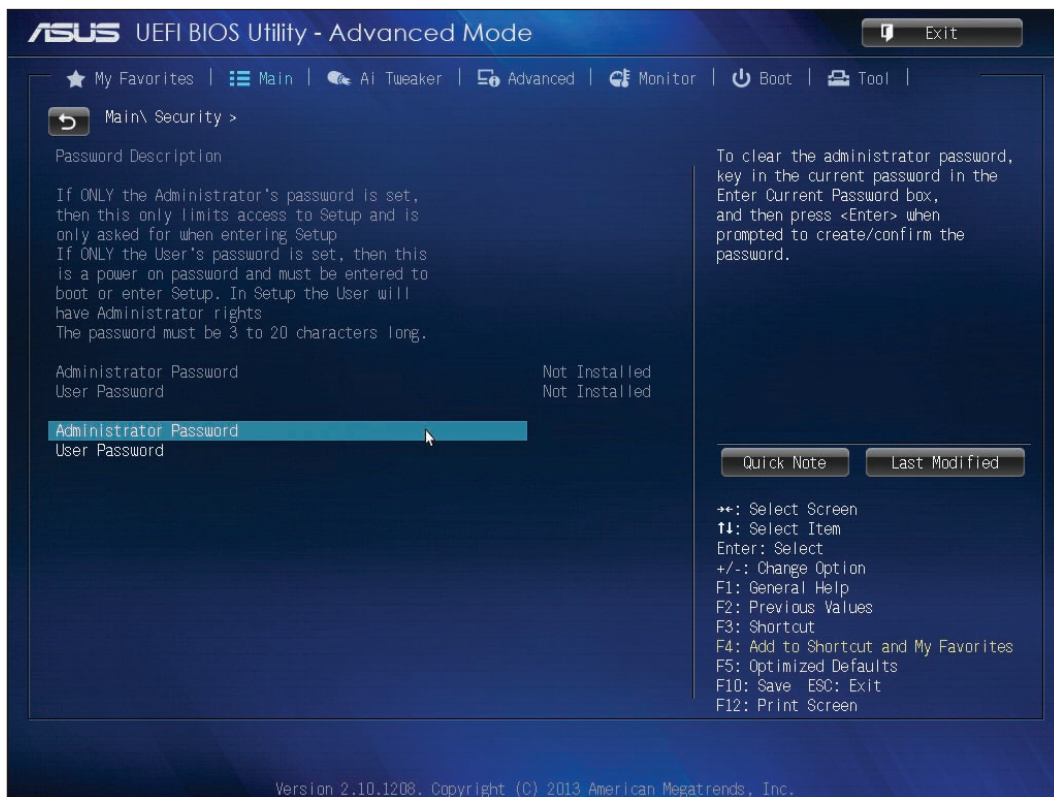 ASUS UEFI BIOS Utility - Advanced Mode
Exit
My Favorites | Main | Ai Tweaker | Advanced | Monitor | Boot | Tool |
Main\ Security >
Password Description
If ONLY the Administrator's password is set,
then this only limits access to Setup and is
only asked for when entering Setup
If ONLY the User's password is set, then this
is a power on password and must be entered to
boot or enter Setup. In Setup the User will
have Administrator rights
The password must be 3 to 20 characters long.
Administrator Password Not Installed
User Password Not Installed
Administrator Password
User Password
To clear the administrator password,
key in the current password in the
Enter Current Password box,
and then press <Enter> when
prompted to create/confirm the
password.
Quick Note Last Modified
→←: Select Screen
↑↓: Select Item
Enter: Select
+/-: Change Option
F1: General Help
F2: Previous Values
F3: Shortcut
F4: Add to Shortcut and My Favorites
F5: Optimized Defaults
F10: Save ESC: Exit
F12: Print Screen
Version 2.10.1208. Copyright (C) 2013 American Megatrends, Inc.